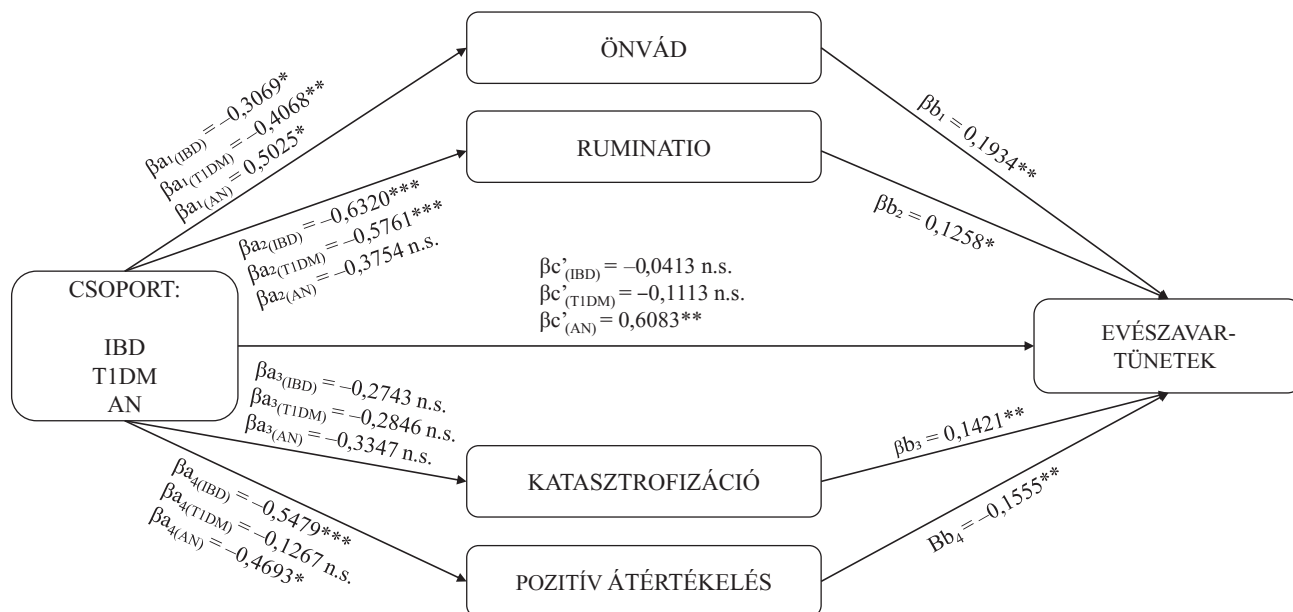 ÖNVÁD
βa₁(IBD) = –0,3069*
βa₁(T1DM) = –0,4068**
βa₁(AN) = 0,5025*
βb₁ = 0,1934**
RUMINATIO
βa₂(IBD) = –0,6320***
βa₂(T1DM) = –0,5761***
βa₂(AN) = –0,3754 n.s.
βb₂ = 0,1258*
CSOPORT:
IBD
T1DM
AN
βc’(IBD) = –0,0413 n.s.
βc’(T1DM) = –0,1113 n.s.
βc’(AN) = 0,6083**
EVÉSZAVAR-
TÜNETEK
βa₃(IBD) = –0,2743 n.s.
βa₃(T1DM) = –0,2846 n.s.
βa₃(AN) = –0,3347 n.s.
KATASZTROFIZÁCIÓ
βb₃ = 0,1421**
βa₄(IBD) = –0,5479***
βa₄(T1DM) = –0,1267 n.s.
βa₄(AN) = –0,4693*
POZITÍV ÁTÉRTÉKELÉS
Bb₄ = –0,1555**